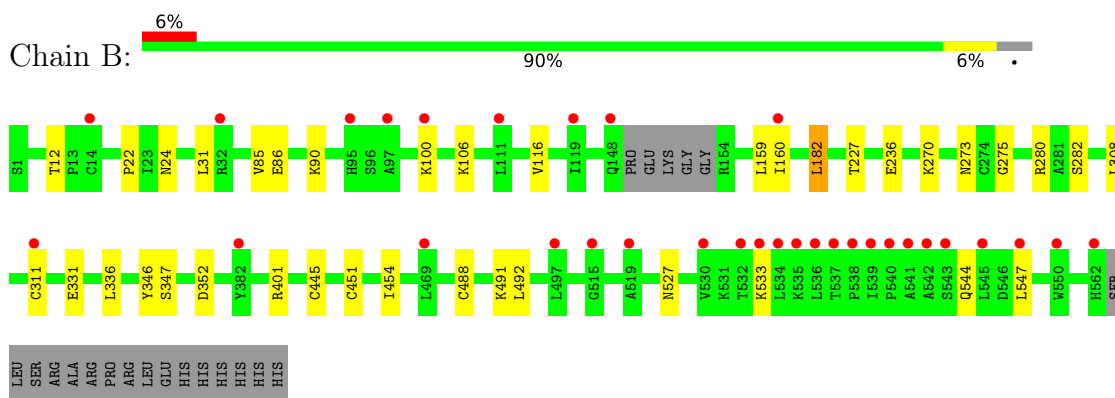 6%
Chain B:
90% 6% •
S1 T12 P13 C14 P22 I23 N24 L31 R32 V85 E86 K90 H95 S96 A97 K100 K106 L111 V116 I119 Q148 PRO GLU LYS GLY GLY R154 L159 I160 L182 T227 E236 K270 N273 C274 G275 R280 A281 S282
C311 E331 L336 Y346 S347 D352 Y382 R401 C445 C451 I454 L469 C488 K491 L492 L497 G515 A519 N527 V530 K531 T532 K533 L534 K535 L536 T537 P538 I539 P540 A541 A542 S543 Q544 L545 D546 L547 W550 H562
LEU SER ARG ALA ARG PRO ARG LEU GLU HIS HIS HIS HIS HIS HIS